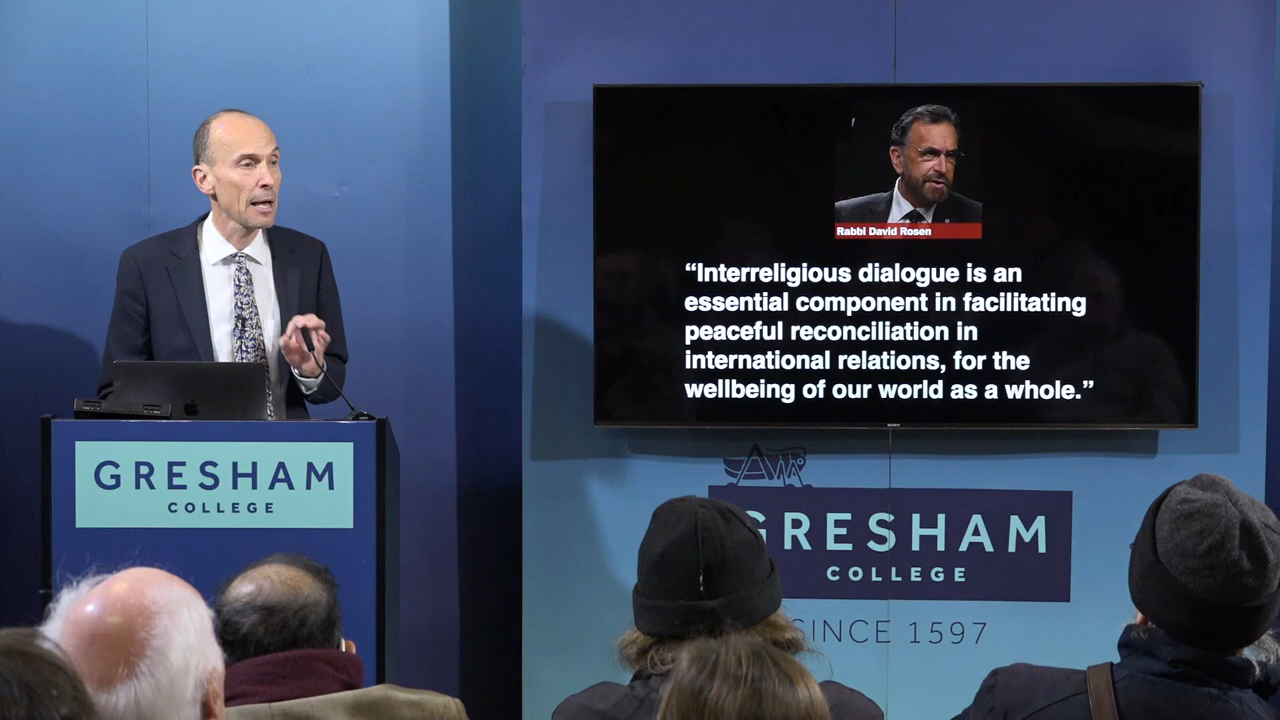 Rabbi David Rosen
“Interreligious dialogue is an
essential component in facilitating
peaceful reconciliation in
international relations, for the
wellbeing of our world as a whole.”
SONY
GRESHAM
COLLEGE
GRESHAM
COLLEGE
SINCE 1597